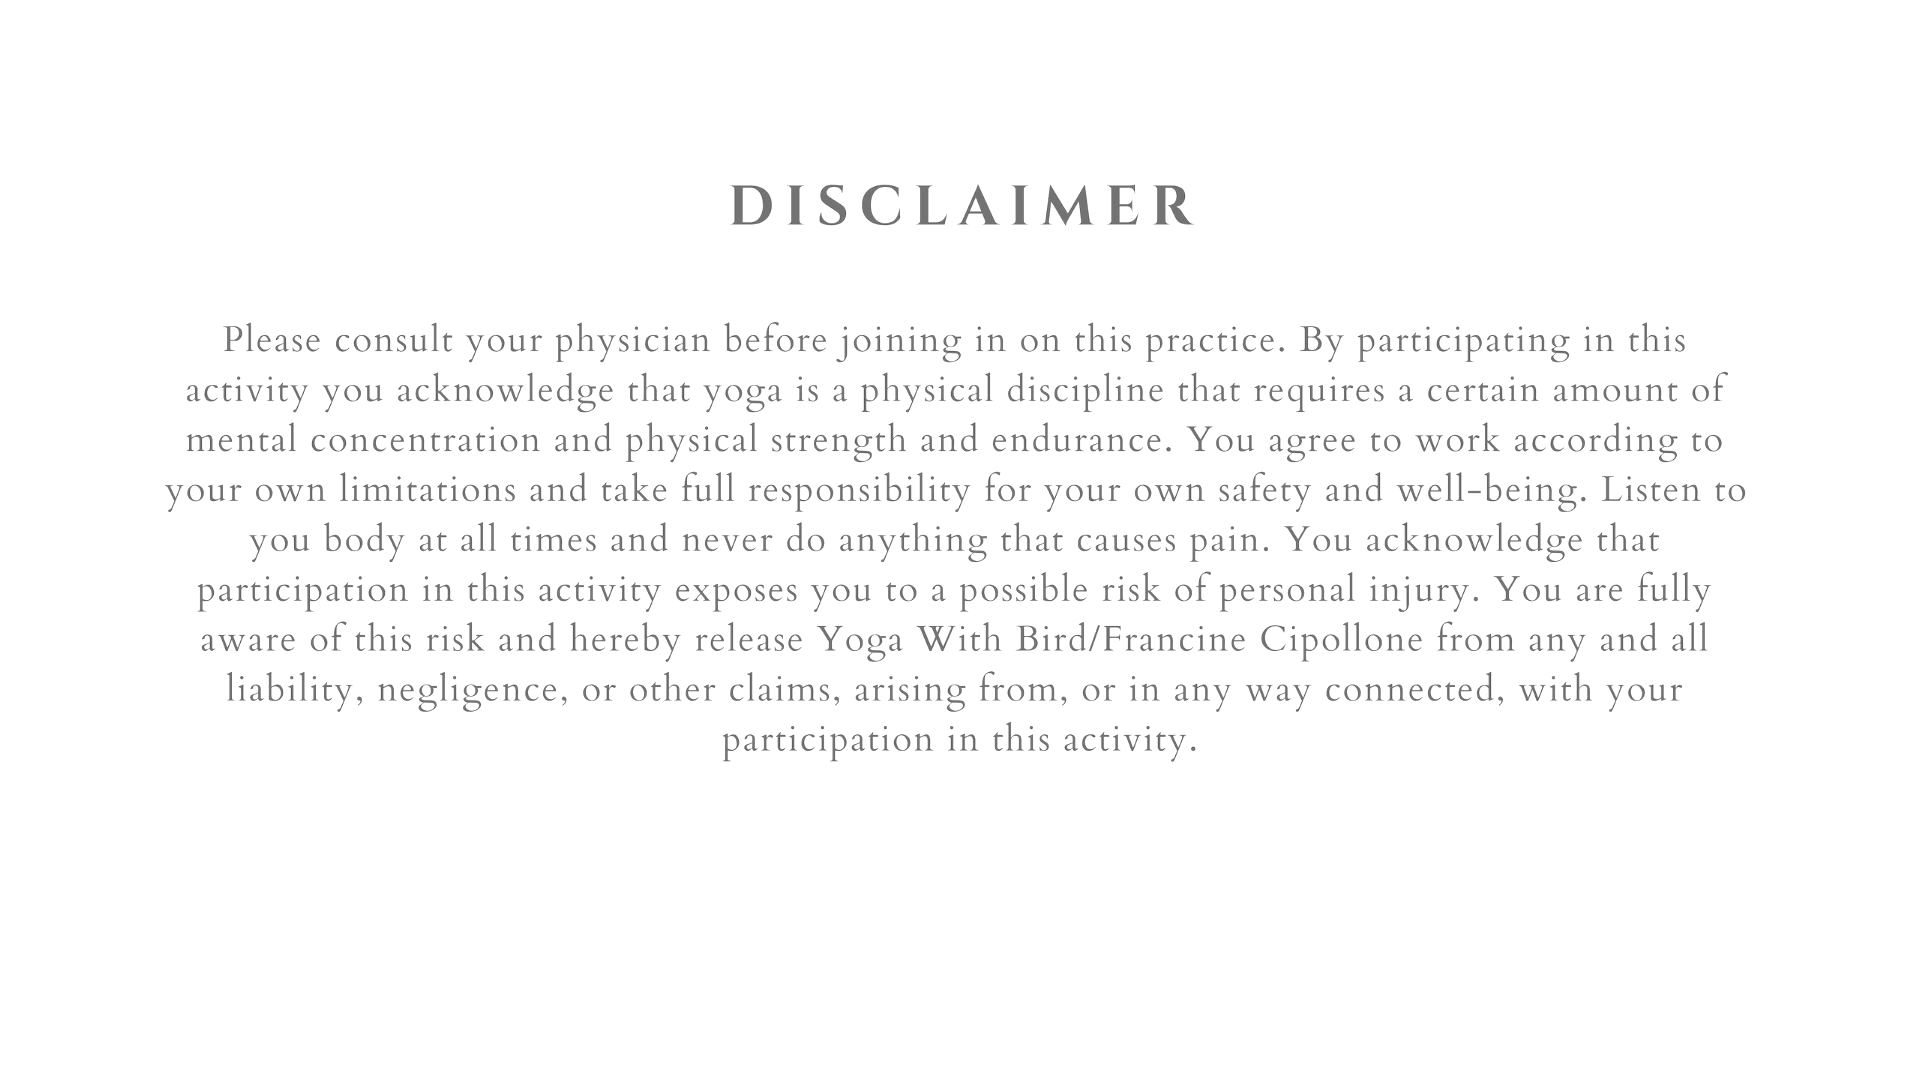 DISCLAIMER
Please consult your physician before joining in on this practice. By participating in this
activity you acknowledge that yoga is a physical discipline that requires a certain amount of
mental concentration and physical strength and endurance. You agree to work according to
your own limitations and take full responsibility for your own safety and well-being. Listen to
you body at all times and never do anything that causes pain. You acknowledge that
participation in this activity exposes you to a possible risk of personal injury. You are fully
aware of this risk and hereby release Yoga With Bird/Francine Cipollone from any and all
liability, negligence, or other claims, arising from, or in any way connected, with your
participation in this activity.